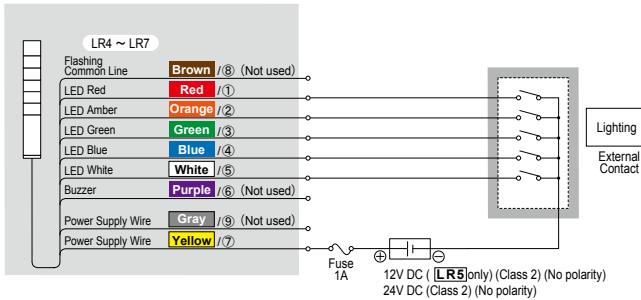 LR4 ～ LR7
Flashing
Common Line Brown /⑧ (Not used)
LED Red Red /①
LED Amber Orange /②
LED Green Green /③
LED Blue Blue /④
LED White White /⑤
Buzzer Purple /⑥ (Not used)
Power Supply Wire Gray /⑨ (Not used)
Power Supply Wire Yellow /⑦
Lighting
External
Contact
Fuse
1A
⊕ ⊖
12V DC ( LR5 only) (Class 2) (No polarity)
24V DC (Class 2) (No polarity)